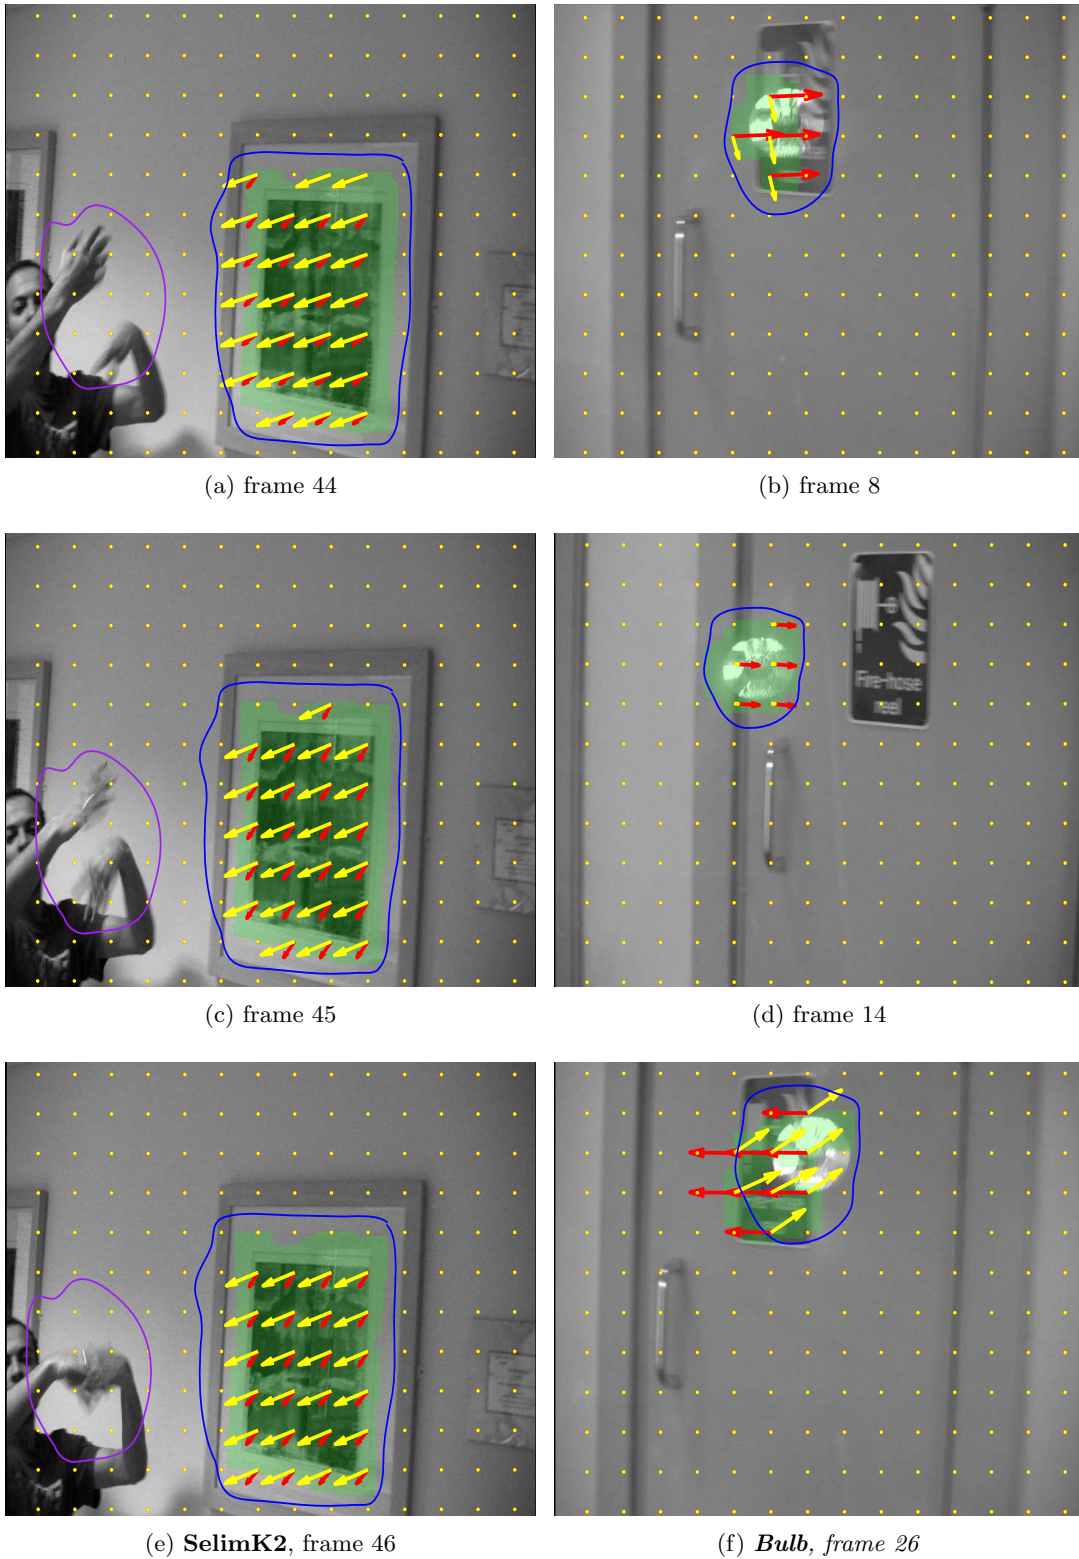 (a) frame 44
(b) frame 8
Fire-hose
reel
(c) frame 45
(d) frame 14
(e) SelimK2, frame 46
(f) Bulb, frame 26